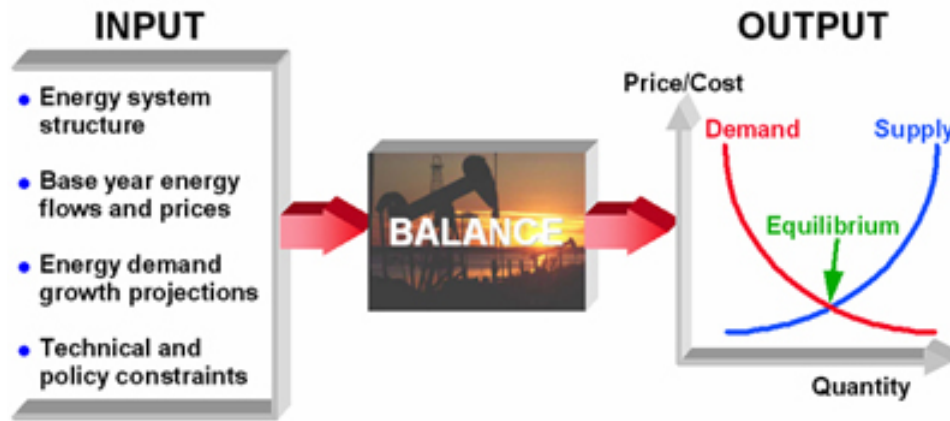 INPUT
Energy system
structure
Base year energy
flows and prices
Energy demand
growth projections
Technical and
policy constraints
BALANCE
OUTPUT
Price/Cost
Demand
Supply
Equilibrium
Quantity